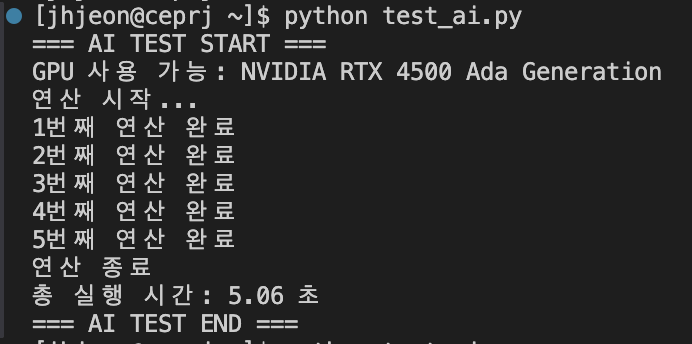 [jhjeon@ceprj ~]$ python test_ai.py
=== AI TEST START ===
GPU 사용 가능: NVIDIA RTX 4500 Ada Generation
연산 시작...
1번째 연산 완료
2번째 연산 완료
3번째 연산 완료
4번째 연산 완료
5번째 연산 완료
연산 종료
총 실행 시간: 5.06 초
=== AI TEST END ===